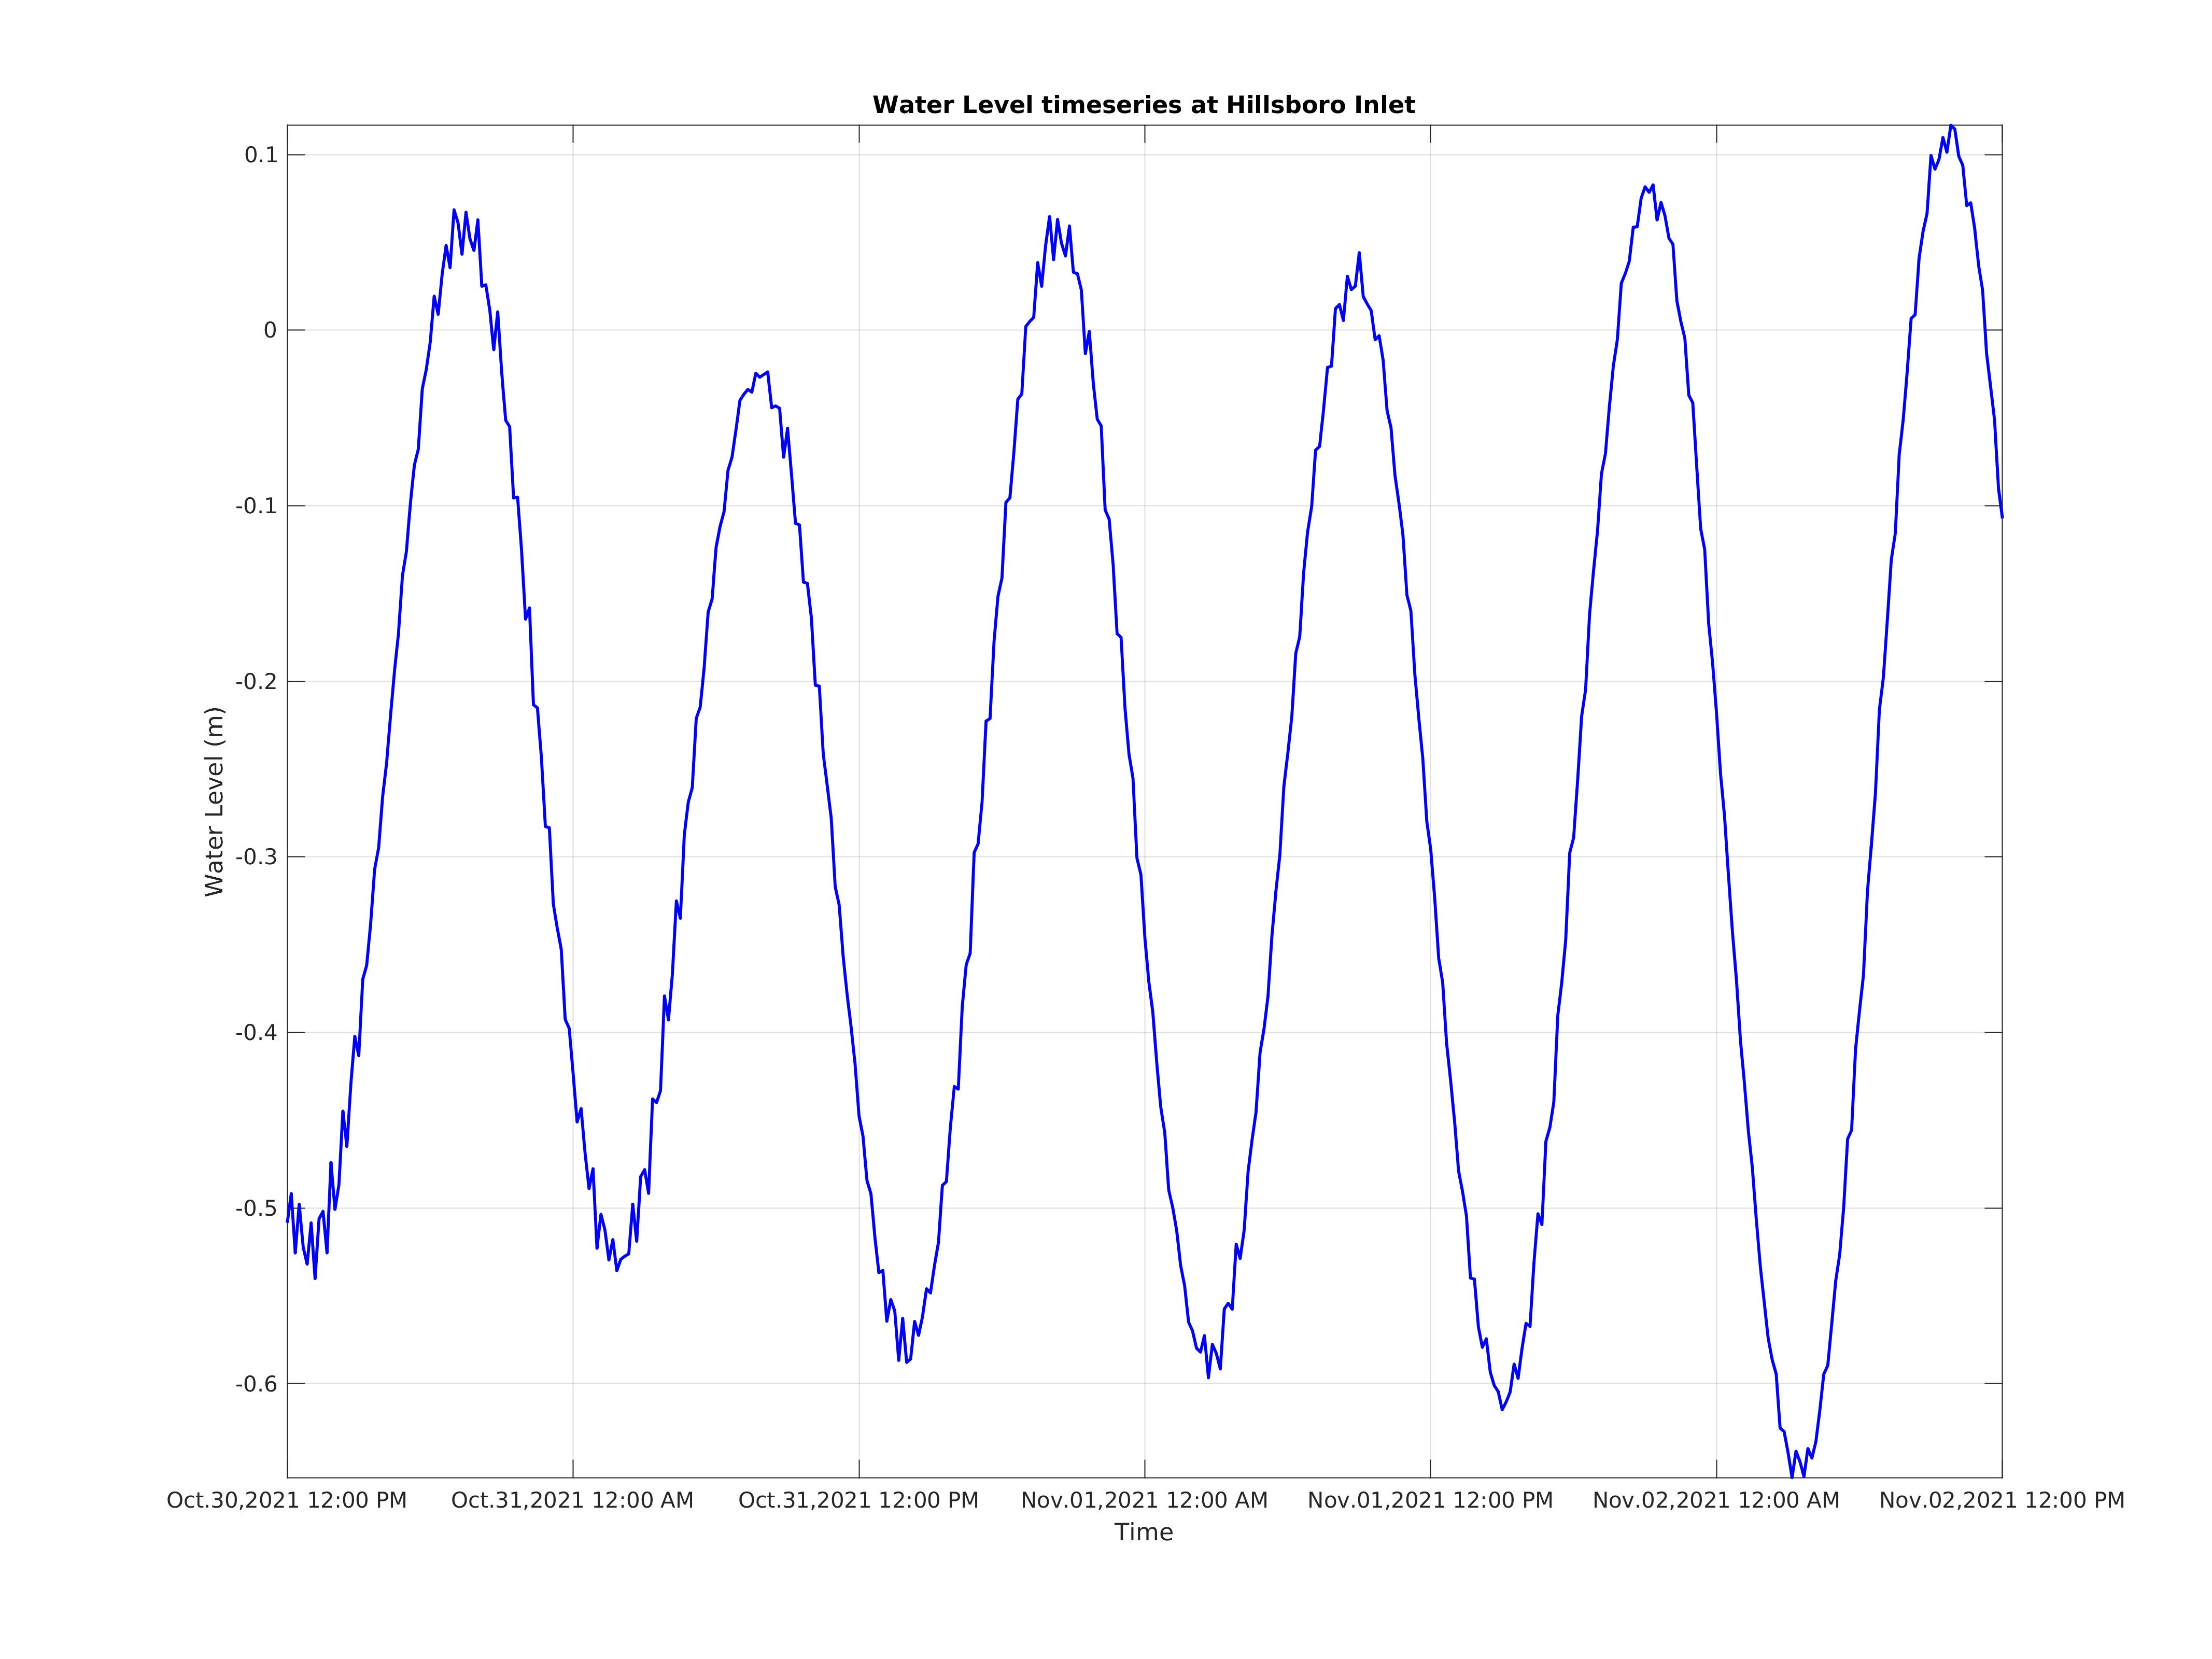 Water Level timeseries at Hillsboro Inlet
0.1
0
-0.1
-0.2
-0.3
-0.4
-0.5
-0.6
Water Level (m)
Oct.30,2021 12:00 PM
Oct.31,2021 12:00 AM
Oct.31,2021 12:00 PM
Nov.01,2021 12:00 AM
Nov.01,2021 12:00 PM
Nov.02,2021 12:00 AM
Nov.02,2021 12:00 PM
Time